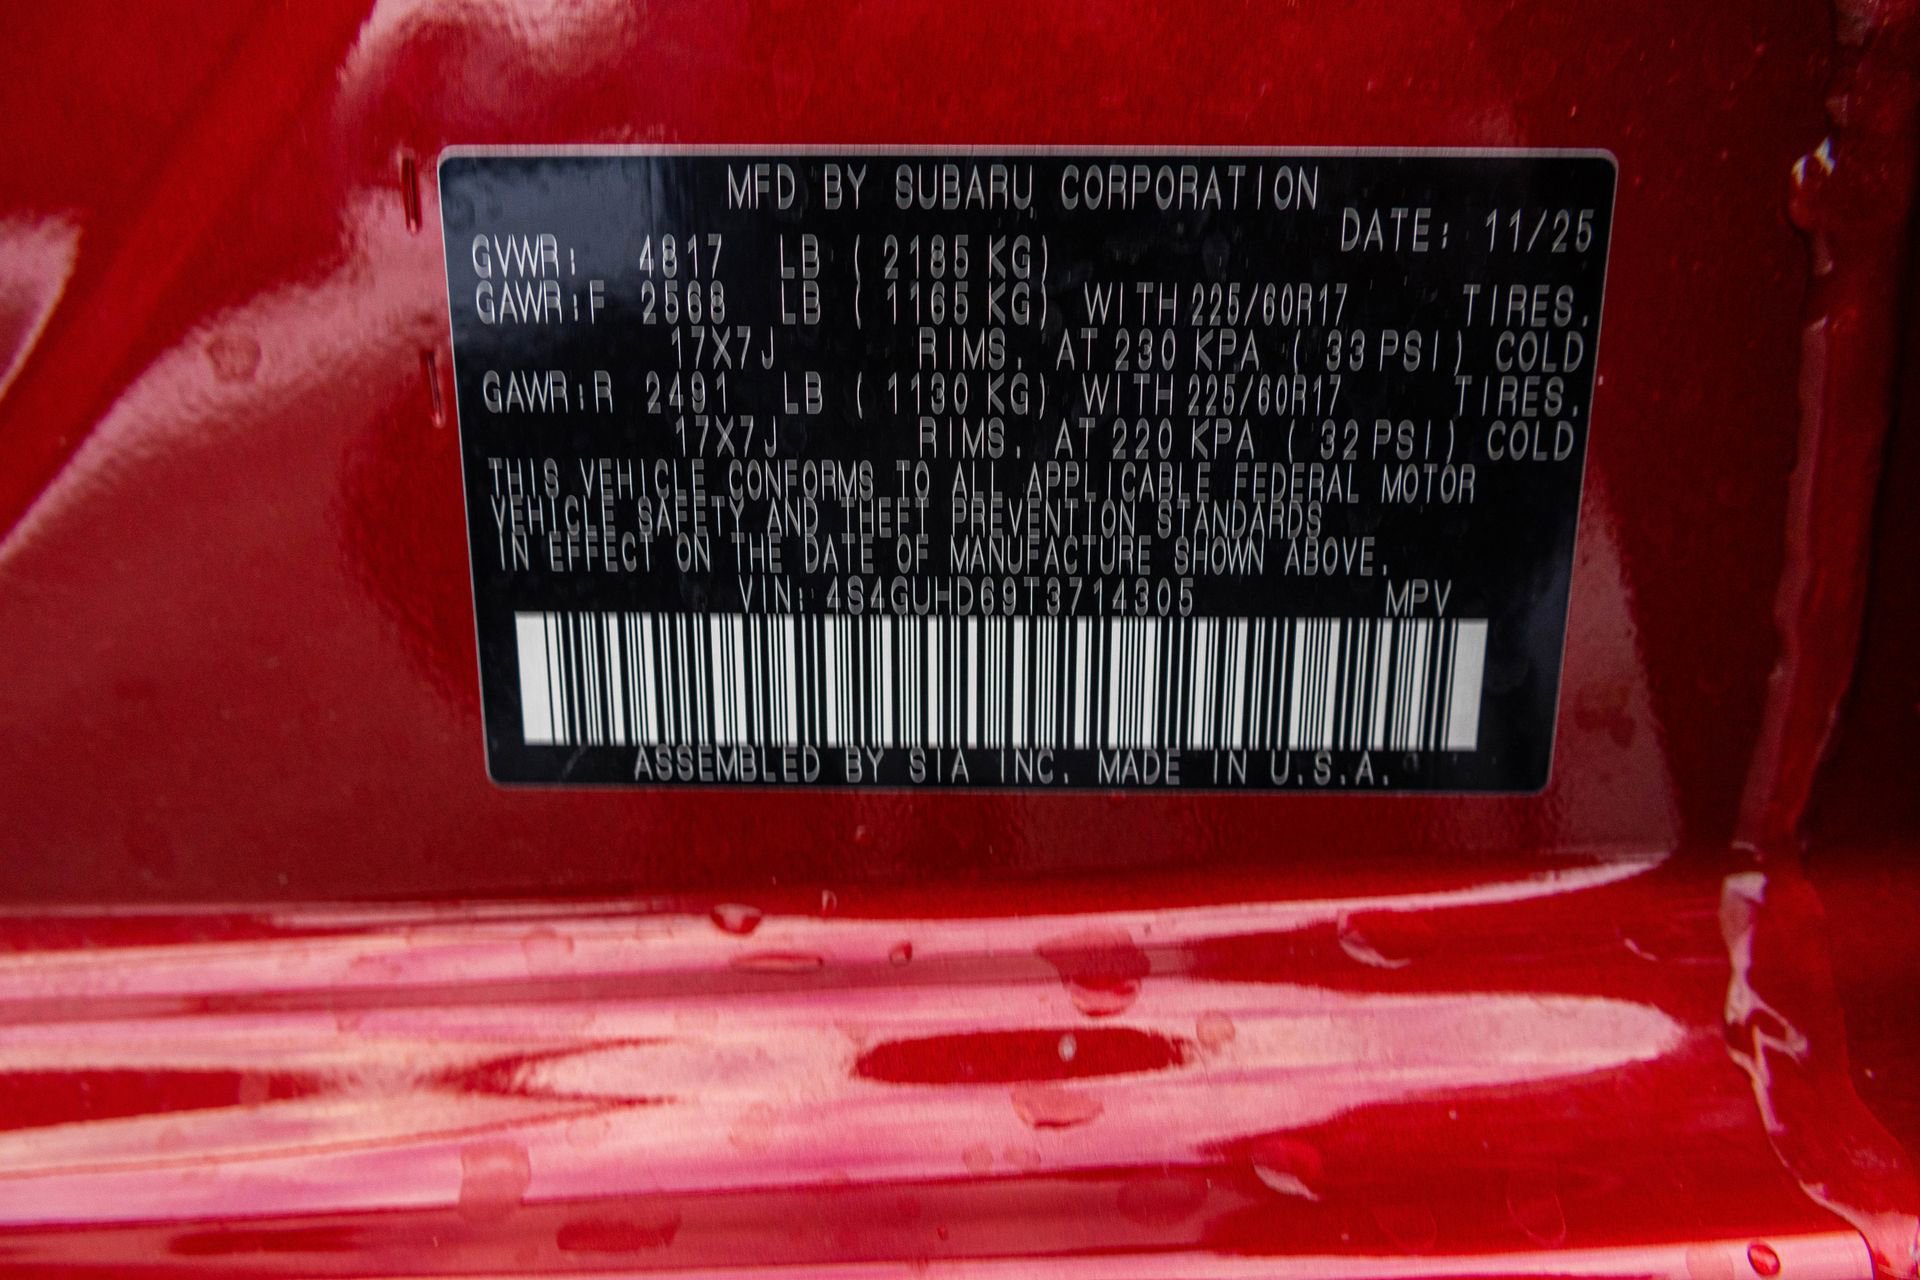 MFD BY SUBARU CORPORATION
DATE: 11/25
GVWR: 4817 LB ( 2185 KG)
GAWR:F 2568 LB ( 1165 KG) WITH 225/60R17 TIRES,
17X7J RIMS, AT 230 KPA ( 33 PSI) COLD
GAWR:R 2491 LB ( 1130 KG) WITH 225/60R17 TIRES,
17X7J RIMS, AT 220 KPA ( 32 PSI) COLD
THIS VEHICLE CONFORMS TO ALL APPLICABLE FEDERAL MOTOR
VEHICLE SAFETY AND THEFT PREVENTION STANDARDS
IN EFFECT ON THE DATE OF MANUFACTURE SHOWN ABOVE.
VIN: 4S4GUHD69T3714305 MPV
ASSEMBLED BY SIA INC. MADE IN U.S.A.